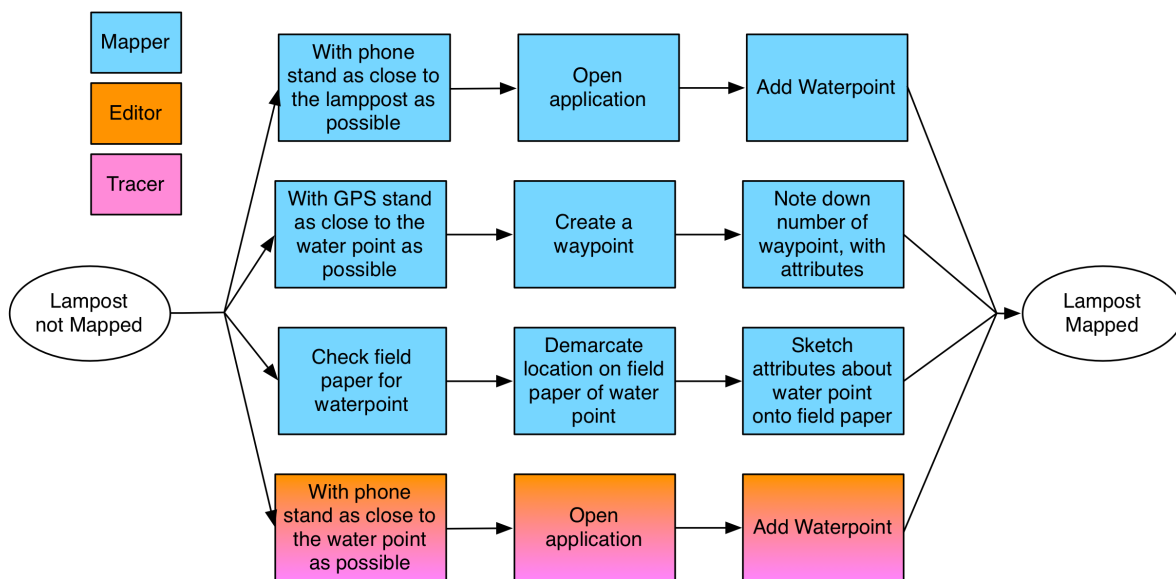 Mapper
Editor
Tracer
Lampost
not Mapped
With phone
stand as close to
the lamppost as
possible
Open
application
Add Waterpoint
With GPS stand
as close to the
water point as
possible
Create a
waypoint
Note down
number of
waypoint, with
attributes
Check field
paper for
waterpoint
Demarcate
location on field
paper of water
point
Sketch
attributes about
water point
onto field paper
With phone
stand as close to
the water point
as possible
Open
application
Add Waterpoint
Lampost
Mapped